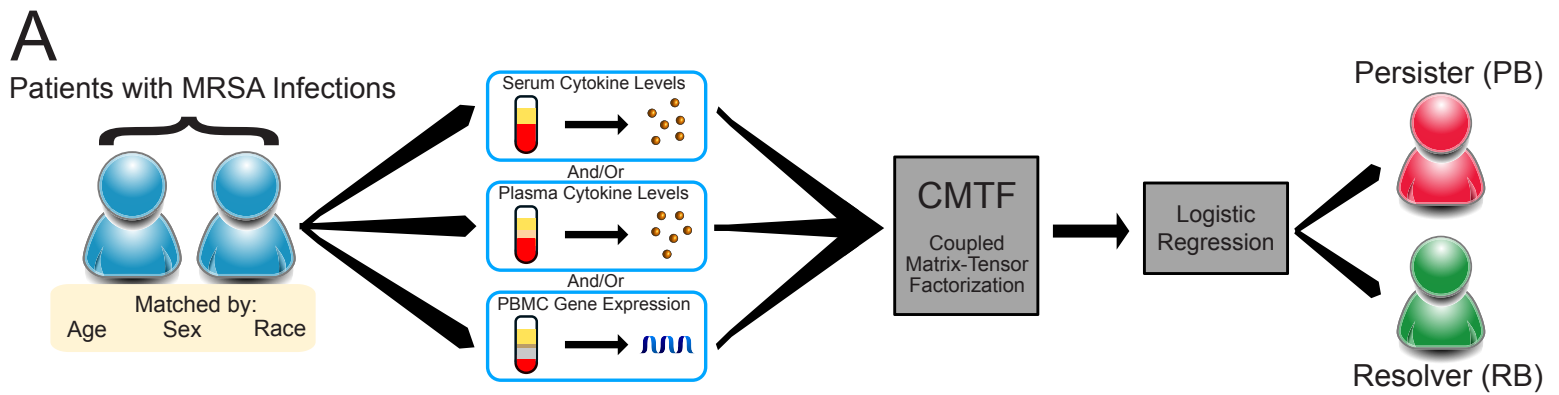 A
Patients with MRSA Infections
Matched by:
Age Sex Race
Serum Cytokine Levels
And/Or
Plasma Cytokine Levels
And/Or
PBMC Gene Expression
CMTF
Coupled
Matrix-Tensor
Factorization
Logistic
Regression
Persister (PB)
Resolver (RB)